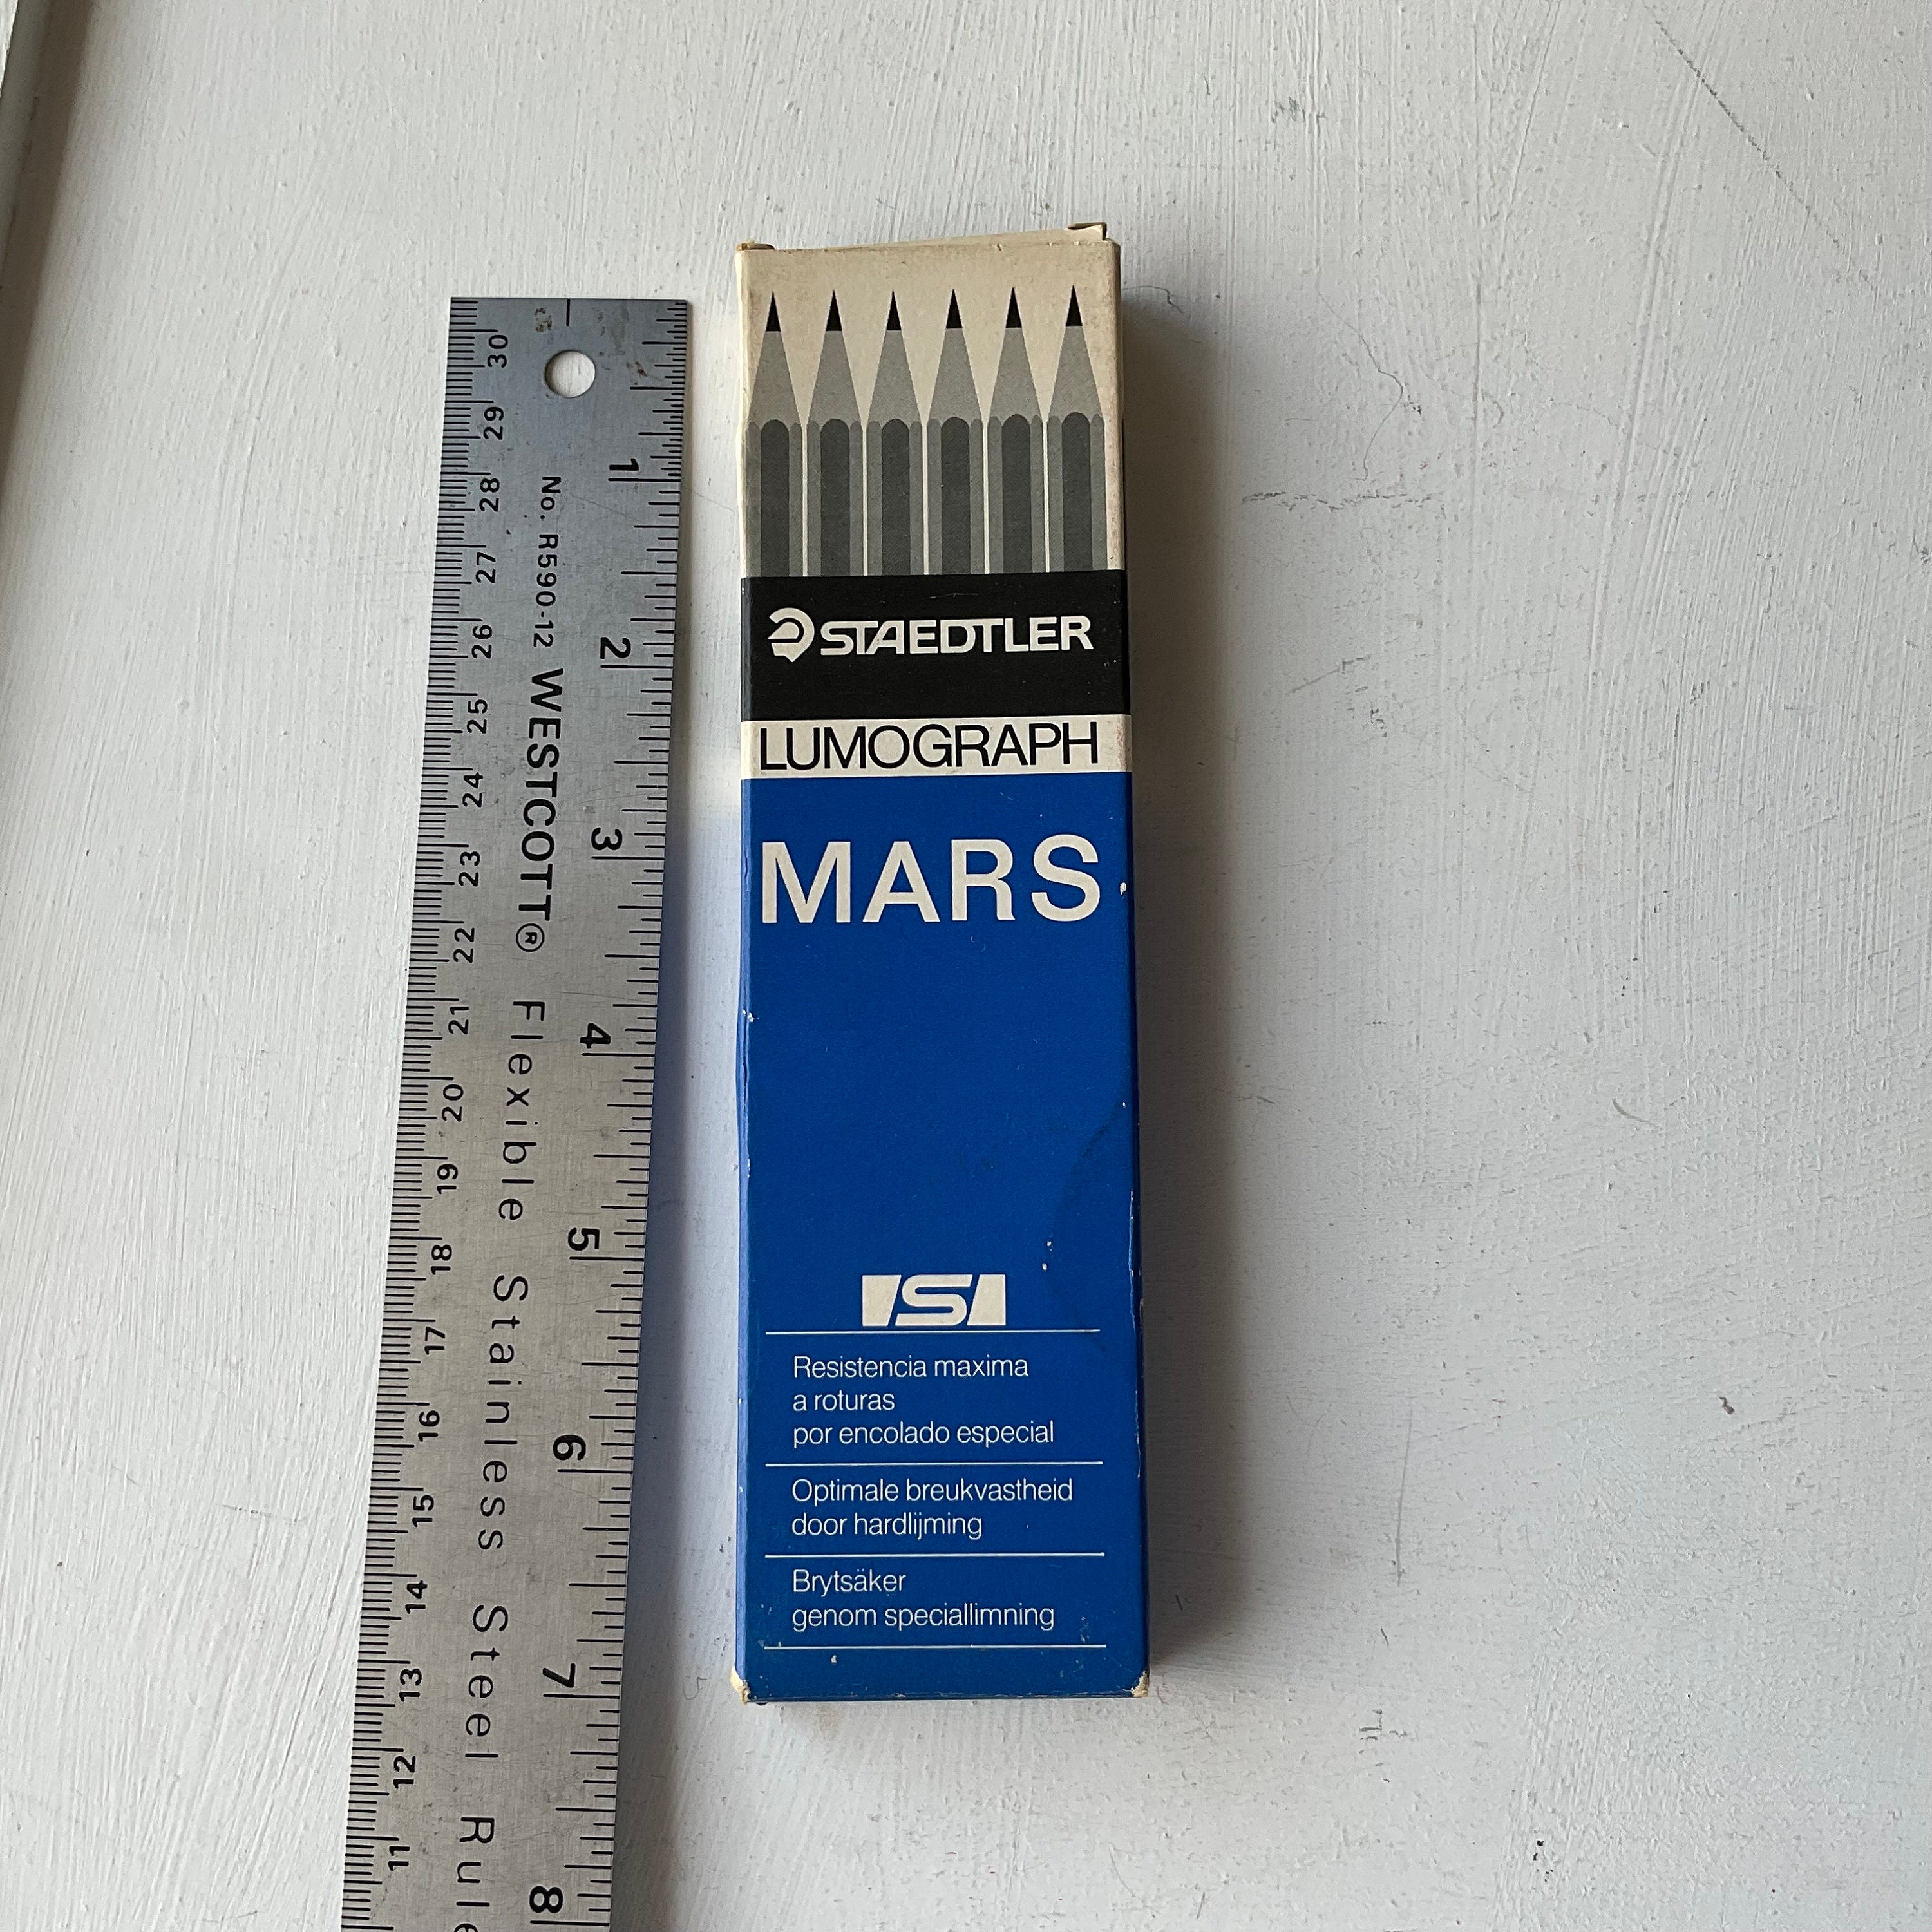 30
29
28
27
26
25
24
23
22
21
20
19
18
17
16
15
14
13
12
11
No. R590-12 WESTCOTT® Flexible Stainless Steel Rule
1
2
3
4
5
6
7
8
STAEDTLER
LUMOGRAPH
MARS
S
Resistencia maxima
a roturas
por encolado especial
Optimale breukvastheid
door hardlijming
Brytsäker
genom speciallimning